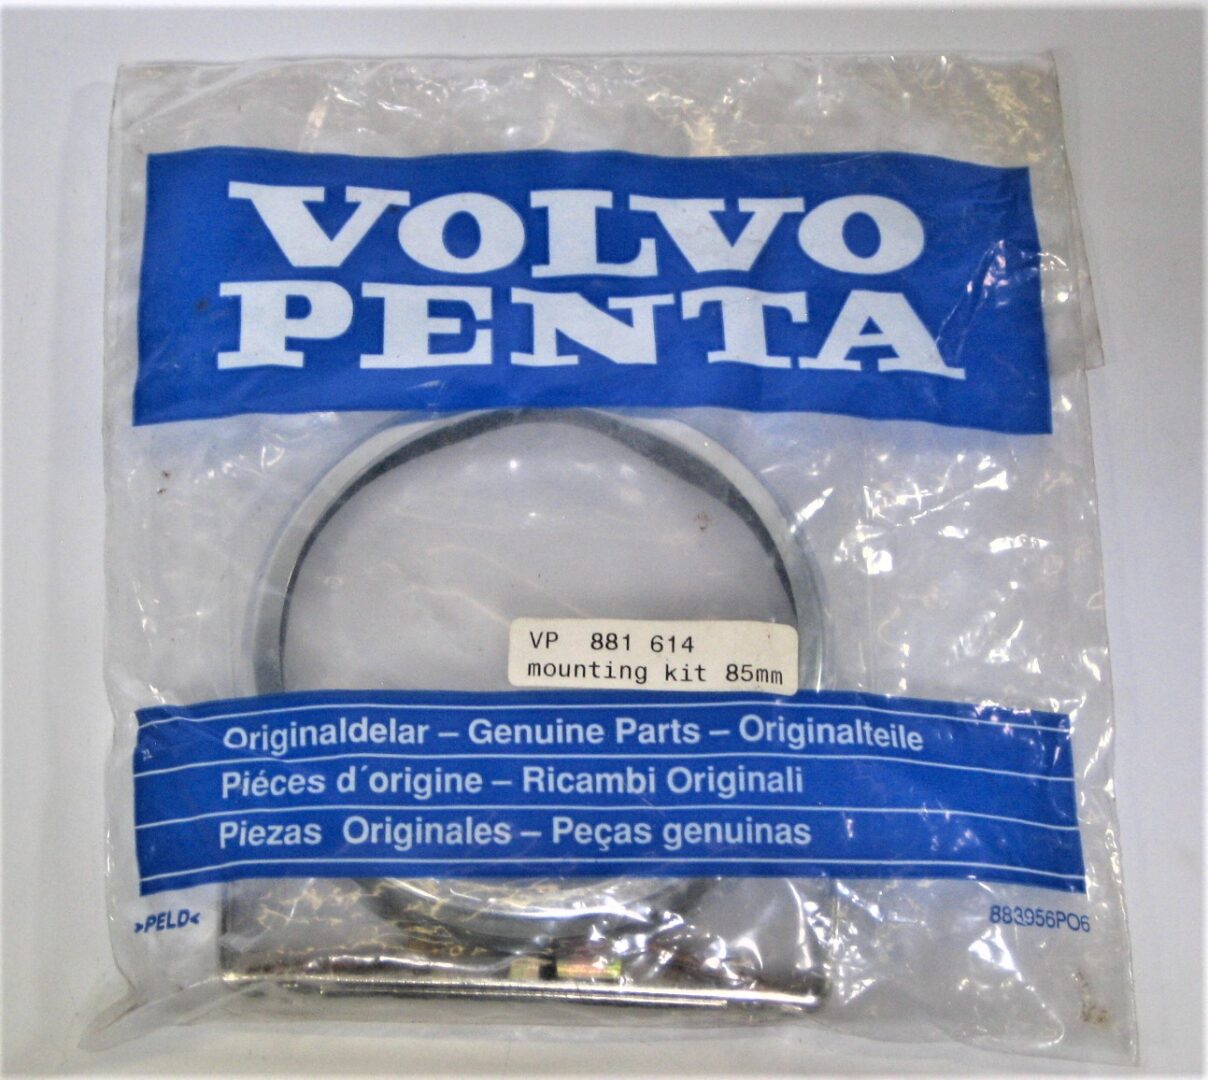 VOLVO
PENTA
VP 881 614
mounting kit 85mm
Originaldelar – Genuine Parts – Originalteile
Piéces d´origine – Ricambi Originali
Piezas Originales – Peças genuinas
>PELD<
883956PO6